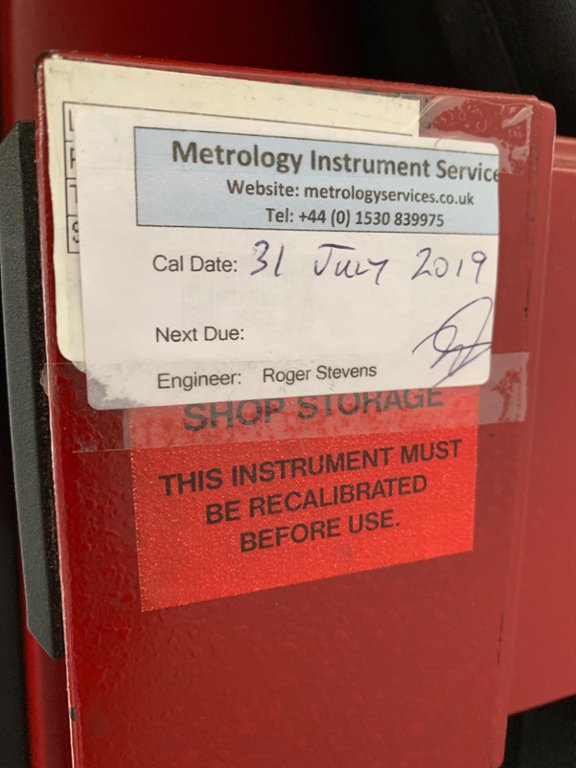 Metrology Instrument Service
Website: metrologyservices.co.uk
Tel: +44 (0) 1530 839975
Cal Date: 31 JULY 2019
Next Due:
Engineer: Roger Stevens
SHOP STORAGE
THIS INSTRUMENT MUST
BE RECALIBRATED
BEFORE USE.